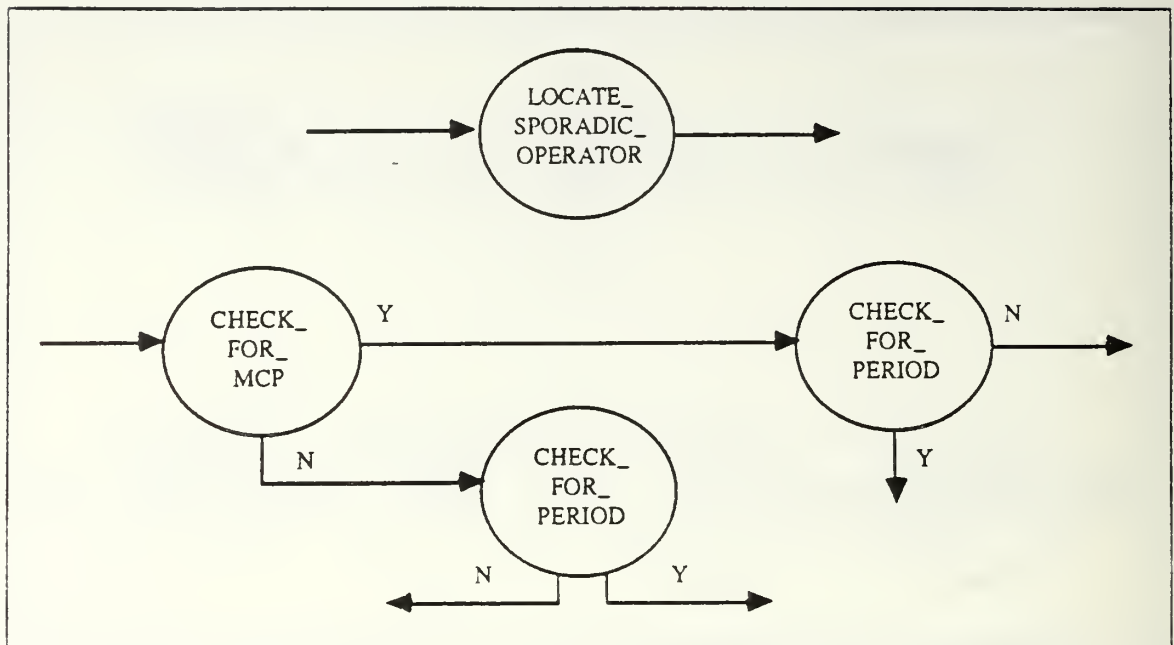 LOCATE_
SPORADIC_
OPERATOR
CHECK_
FOR_
MCP
Y
CHECK_
FOR_
PERIOD
N
Y
N
CHECK_
FOR_
PERIOD
N
Y